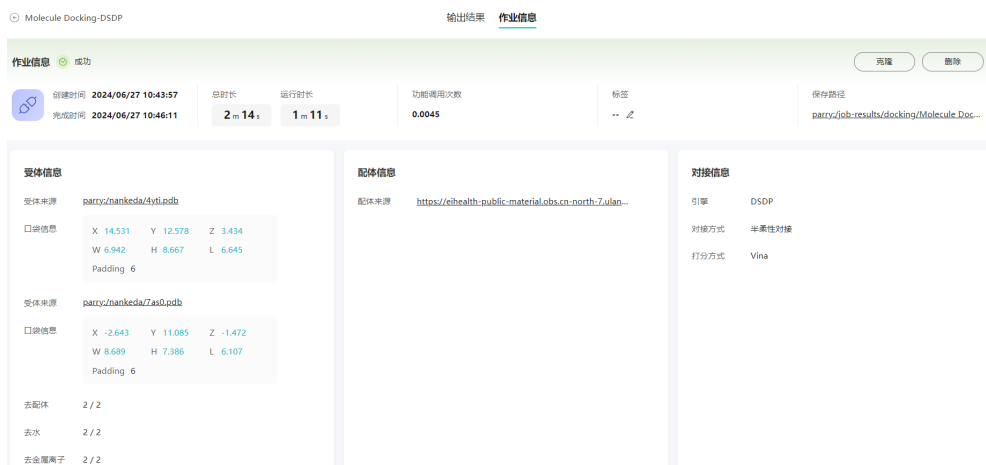 Molecule Docking-DSDP
输出结果 作业信息
作业信息 成功
克隆 删除
创建时间 2024/06/27 10:43:57
完成时间 2024/06/27 10:46:11
总时长
2 m 14 s
运行时长
1 m 11 s
功能调用次数
0.0045
标签
--
保存路径
parry:/job-results/docking/Molecule Doc...
受体信息
受体来源 parry:/nankeda/4yti.pdb
口袋信息
X 14.531 Y 12.578 Z 3.434
W 6.942 H 8.667 L 6.645
Padding 6
受体来源 parry:/nankeda/7as0.pdb
口袋信息
X -2.643 Y 11.085 Z -1.472
W 8.689 H 7.386 L 6.107
Padding 6
去配体 2 / 2
去水 2 / 2
去金属离子 2 / 2
配体信息
配体来源 https://eihealth-public-material.obs.cn-north-7.ulan...
对接信息
引擎 DSDP
对接方式 半柔性对接
打分方式 Vina